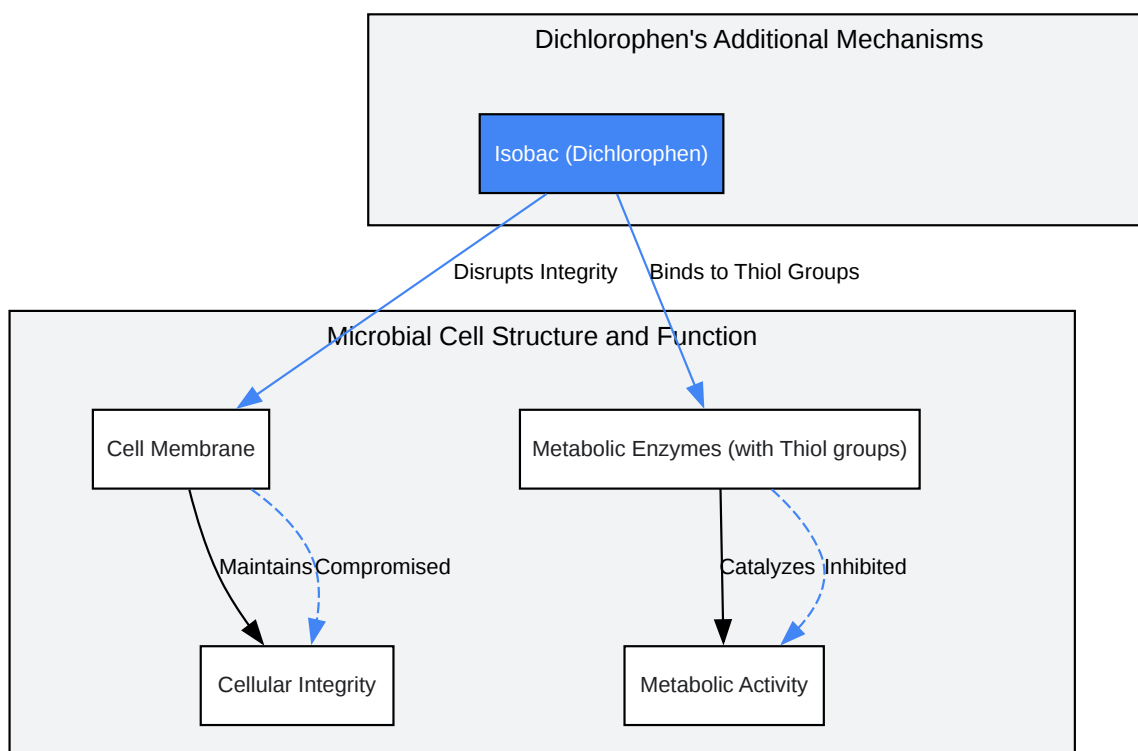 Dichlorophen's Additional Mechanisms
Isobac (Dichlorophen)
Disrupts Integrity
Binds to Thiol Groups
Microbial Cell Structure and Function
Cell Membrane
Metabolic Enzymes (with Thiol groups)
Maintains
Compromised
Catalyzes
Inhibited
Cellular Integrity
Metabolic Activity